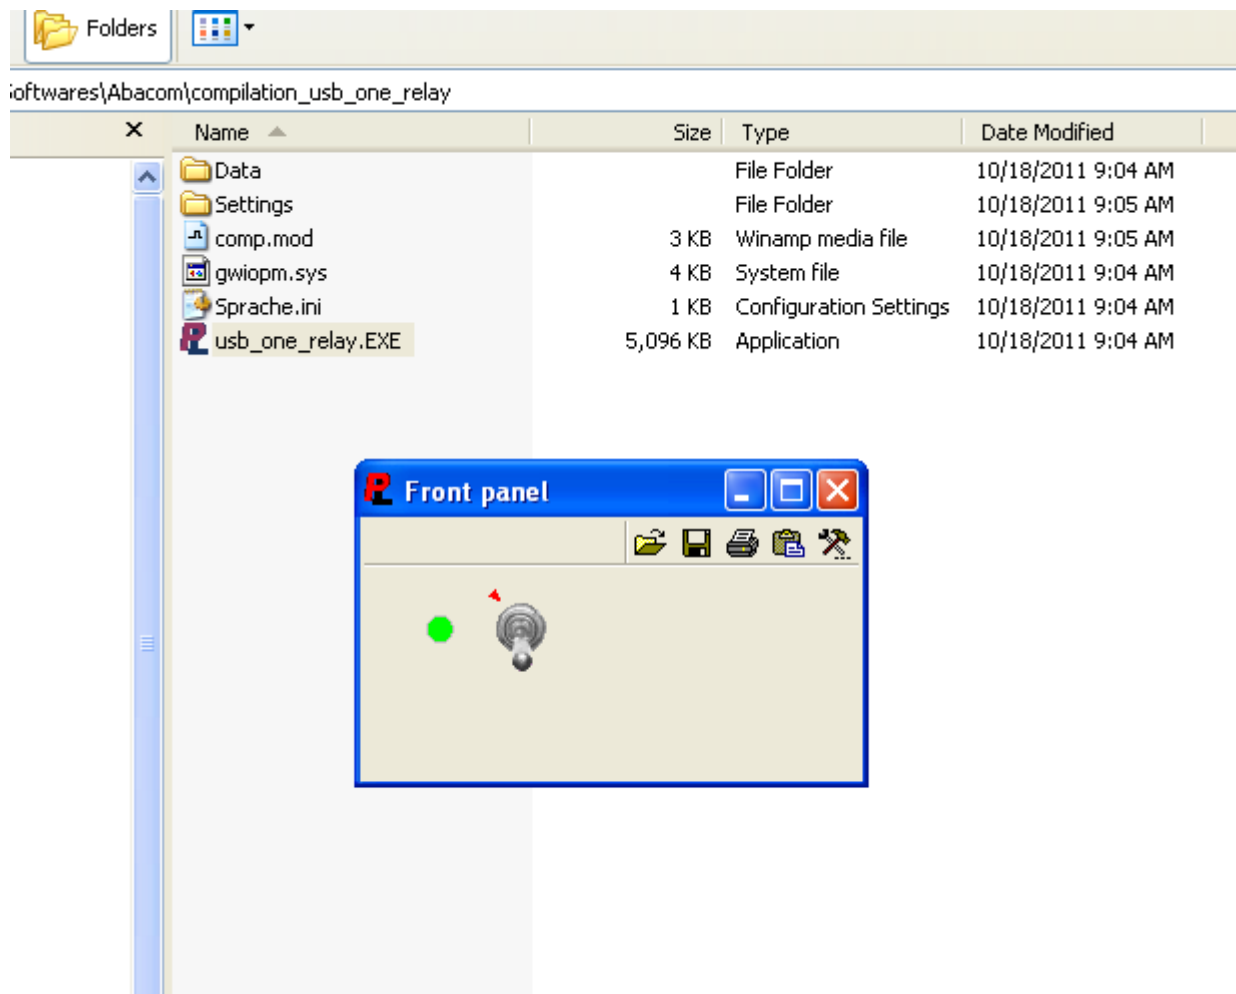 Folders
oftwares\Abacom\compilation_usb_one_relay
Name Size Type Date Modified
Data File Folder 10/18/2011 9:04 AM
Settings File Folder 10/18/2011 9:05 AM
comp.mod 3 KB Winamp media file 10/18/2011 9:05 AM
gwiopm.sys 4 KB System file 10/18/2011 9:04 AM
Sprache.ini 1 KB Configuration Settings 10/18/2011 9:04 AM
usb_one_relay.EXE 5,096 KB Application 10/18/2011 9:04 AM
Front panel